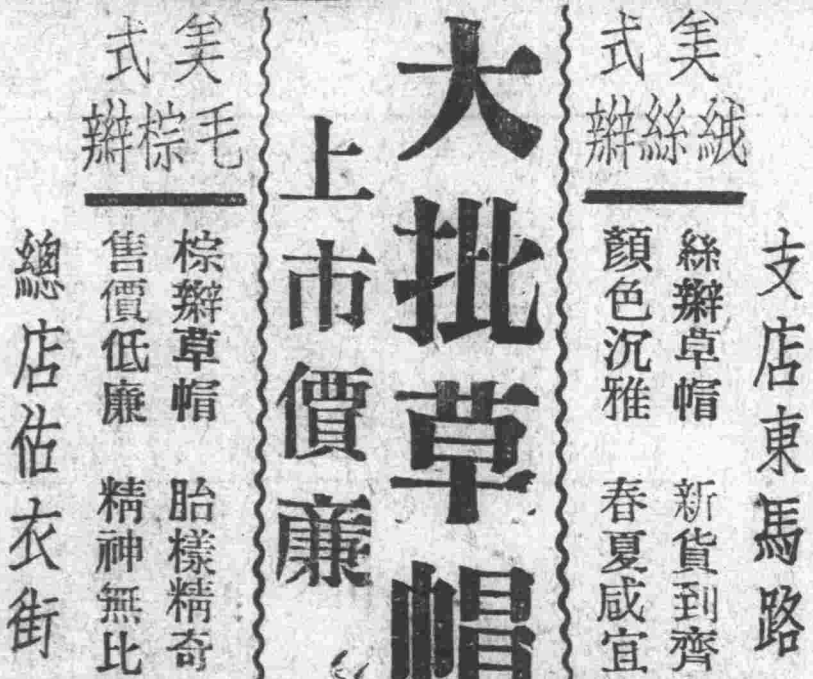 支店東馬路
美式
絨絲辮
絲辮草帽 新貨到齊
顏色沉雅 春夏咸宜
大批草帽
上市價廉
美式
毛棕辮
棕辮草帽 胎樣精奇
售價低廉 精神無比
總店估衣街